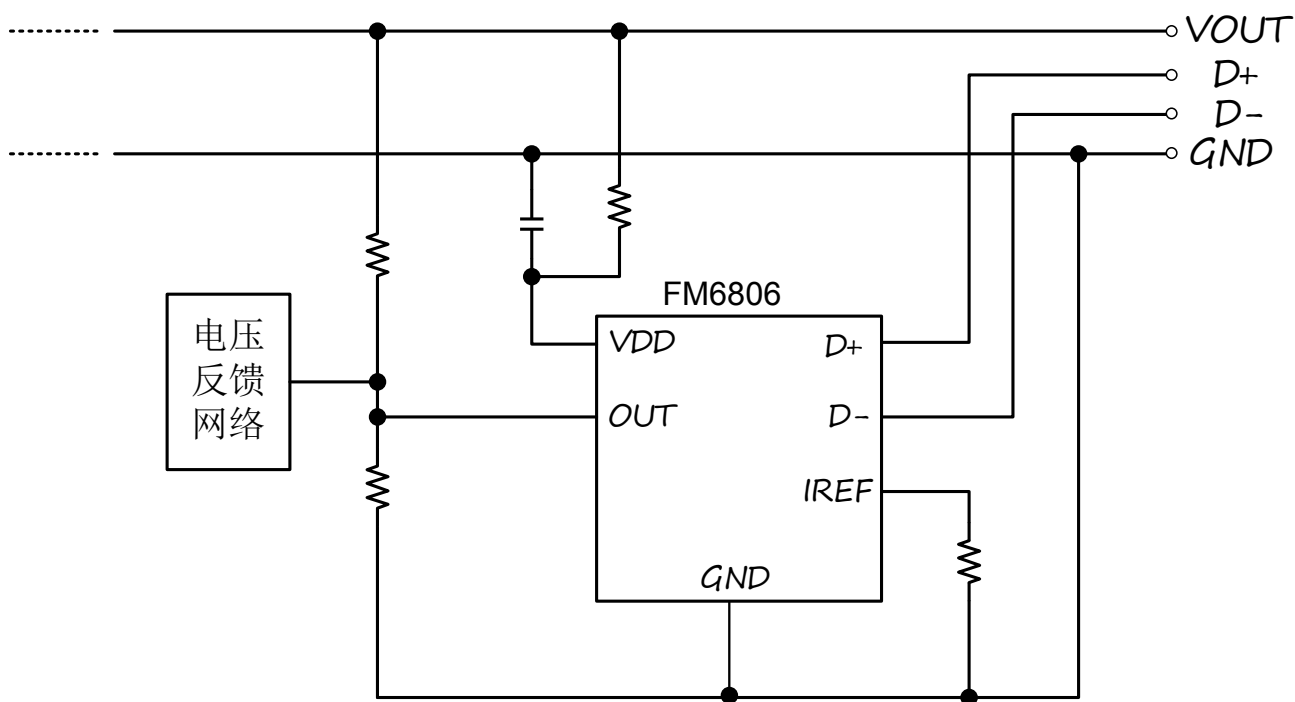 VOUT
D+
D-
GND
FM6806
电压
反馈
网络
VDD
D+
OUT
D-
IREF
GND